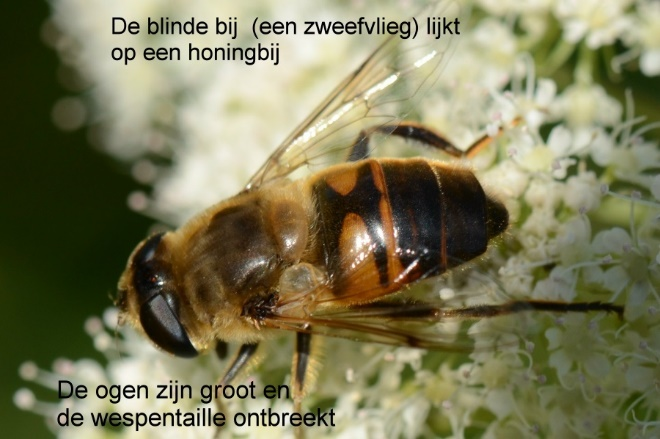 De blinde bij (een zweefvlieg) lijkt
op een honingbij
De ogen zijn groot en
de wespentaille ontbreekt